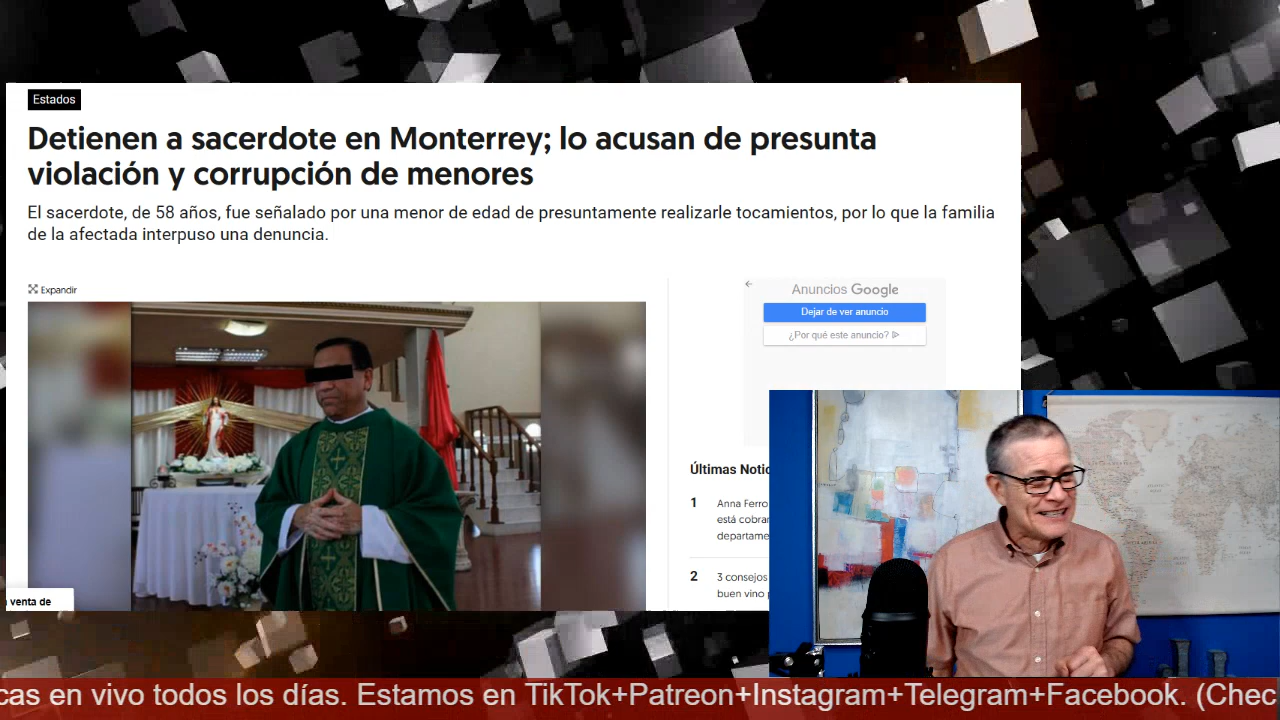 Estados
Detienen a sacerdote en Monterrey; lo acusan de presunta
violación y corrupción de menores
El sacerdote, de 58 años, fue señalado por una menor de edad de presuntamente realizarle tocamientos, por lo que la familia
de la afectada interpuso una denuncia.
Expandir
Anuncios Google
Dejar de ver anuncio
¿Por qué este anuncio?
Últimas Notic
1
Anna Ferro
está cobrar
departame
2
3 consejos
buen vino p
venta de
cas en vivo todos los días. Estamos en TikTok+Patreon+Instagram+Telegram+Facebook. (Chec